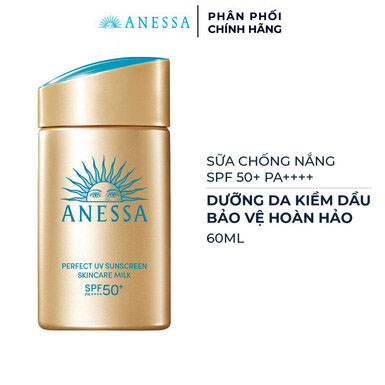 ANESSA
PHÂN PHỐI
CHÍNH HÃNG
SỮA CHỐNG NẮNG
SPF 50+ PA++++
DƯỠNG DA KIỀM DẦU
BẢO VỆ HOÀN HẢO
60ML
ANESSA
PERFECT UV SUNSCREEN
SKINCARE MILK
SPF50+
PA++++